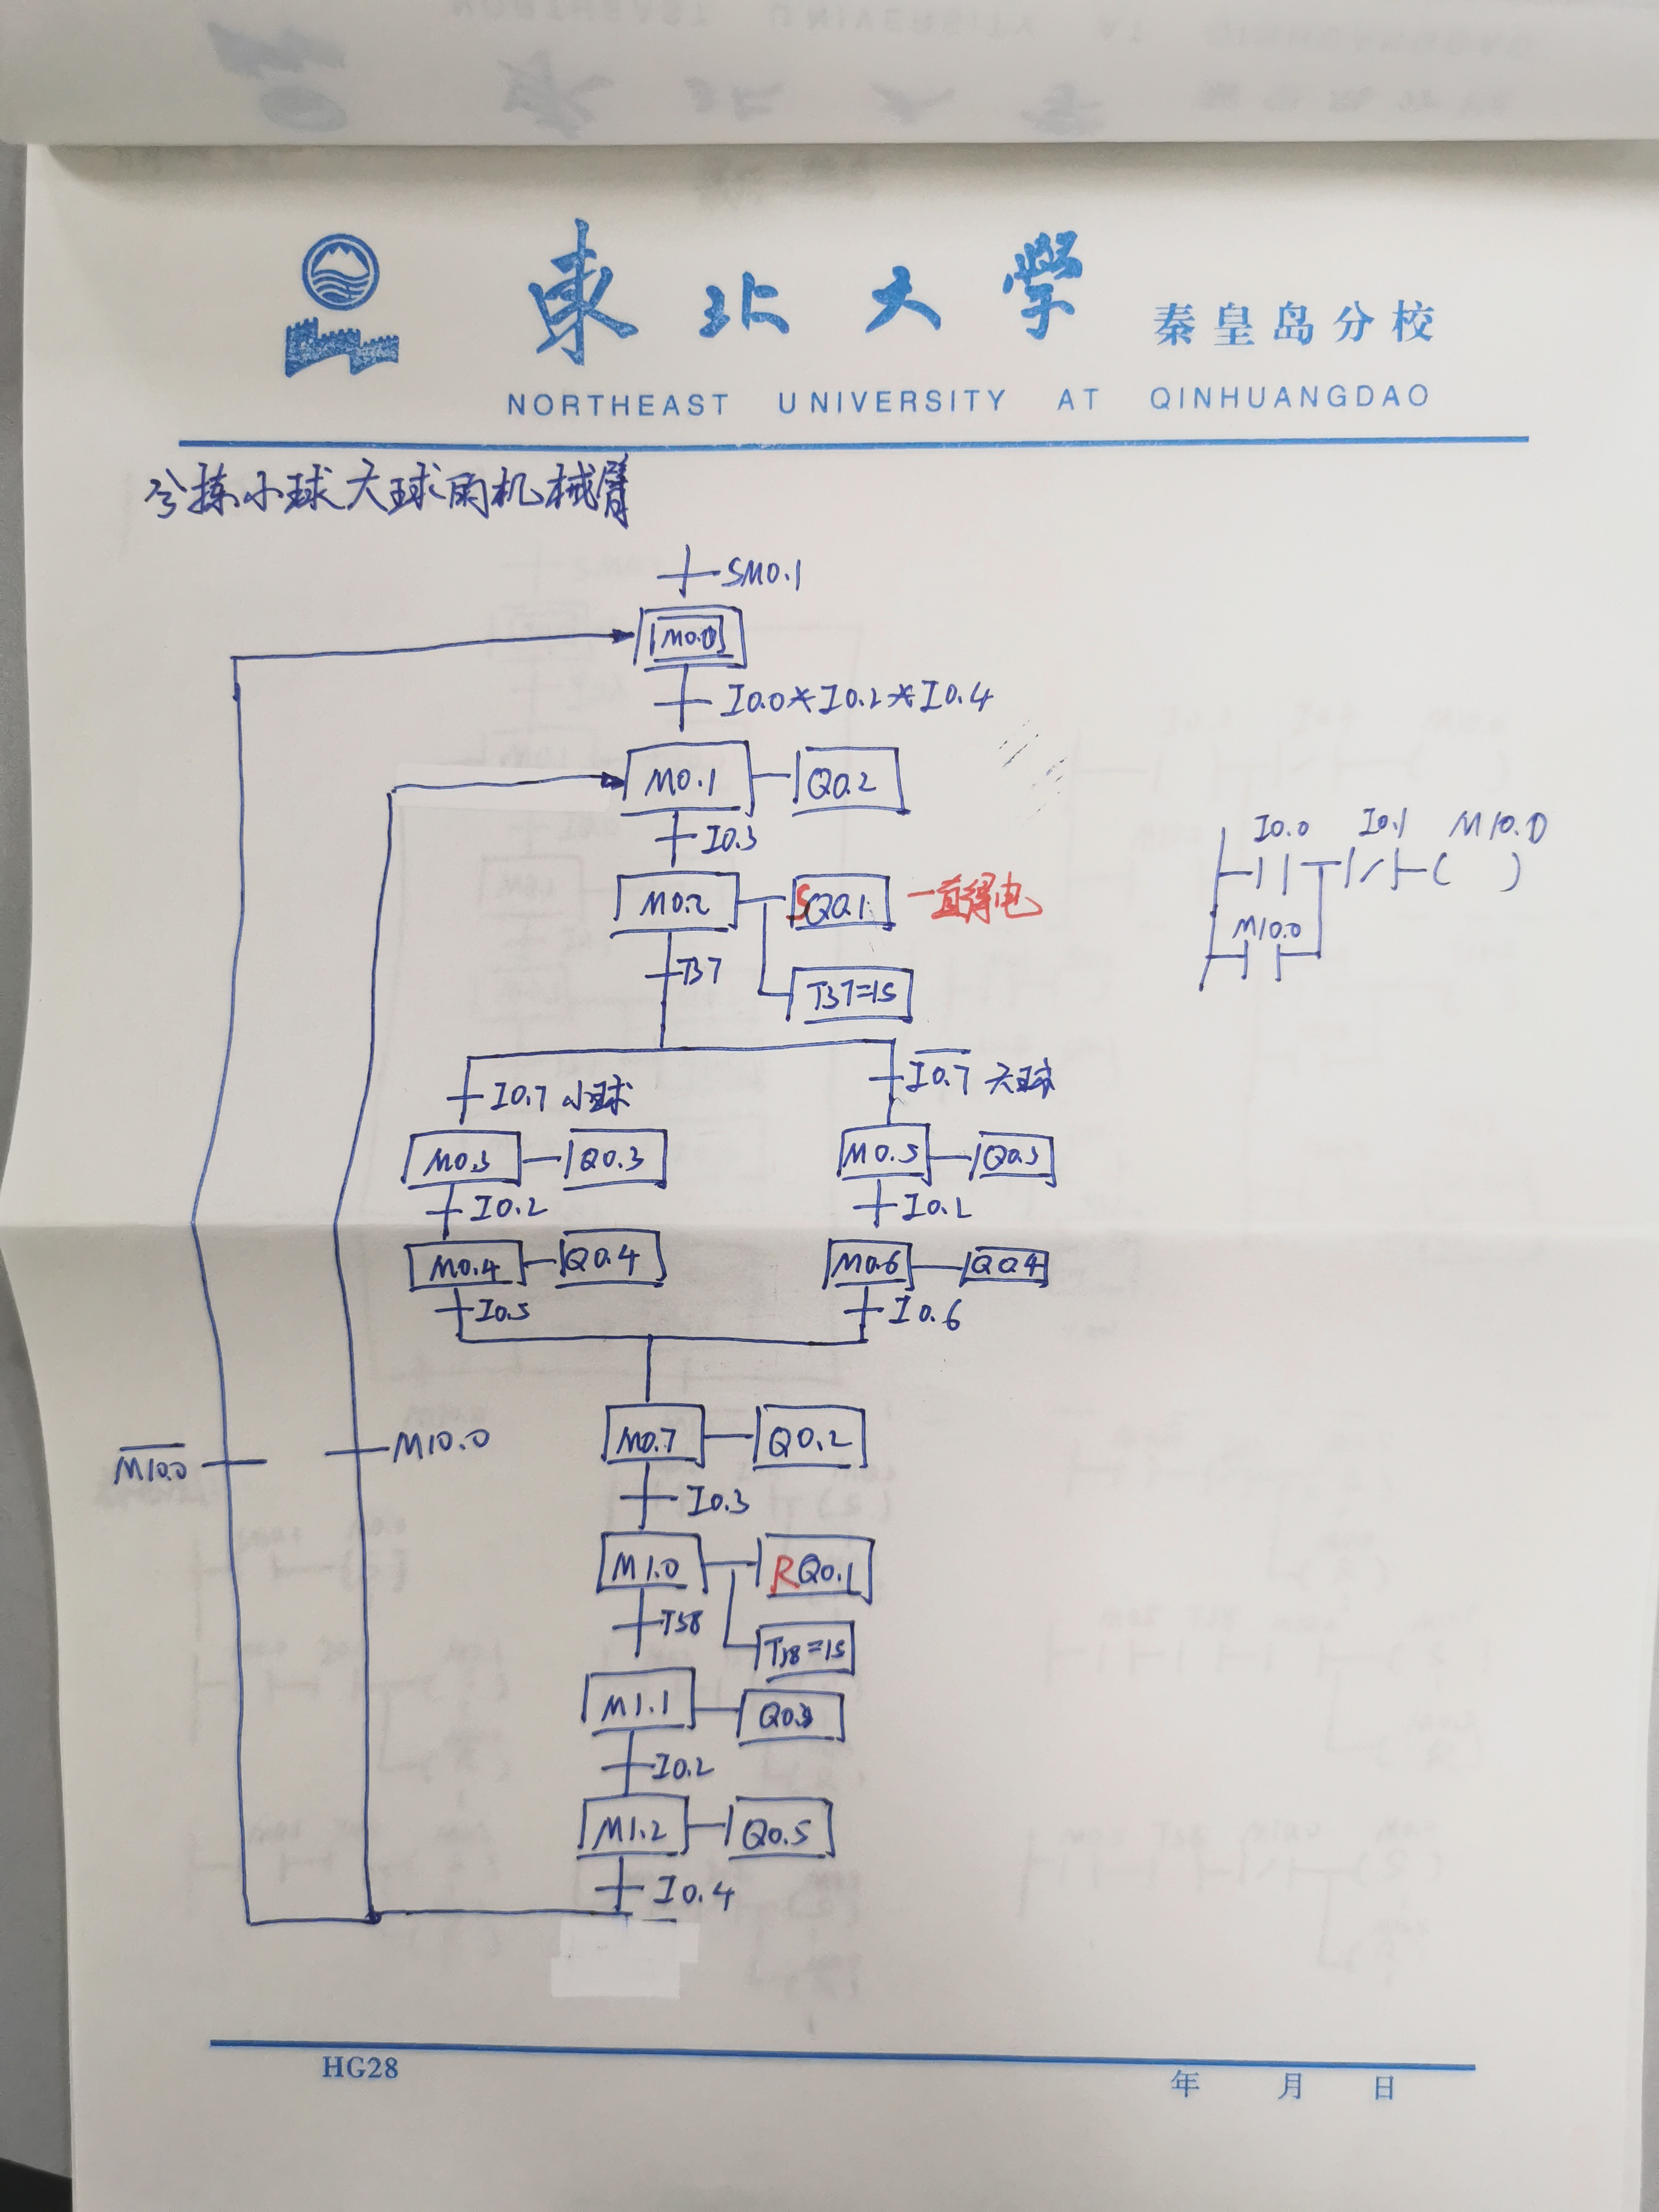 東北大学 秦皇岛分校
NORTHEAST UNIVERSITY AT QINHUANGDAO
分拣小球大球的机械臂
SM0.1
M0.0
I0.0*I0.2*I0.4
M0.1 Q0.2
I0.3
I0.0 I0.1 M10.0
( )
M0.2 SQ0.1 一直得电
M10.0
T37
T37=1S
I0.7 小球
I0.7 大球
M0.3 Q0.3
M0.5 Q0.3
I0.2
I0.2
M0.4 Q0.4
M0.6 Q0.4
I0.5
I0.6
M0.7 Q0.2
M10.0
M10.0
I0.3
M1.0 RQ0.1
T38
T38=1S
M1.1 Q0.3
I0.2
M1.2 Q0.5
I0.4
HG28
年 月 日